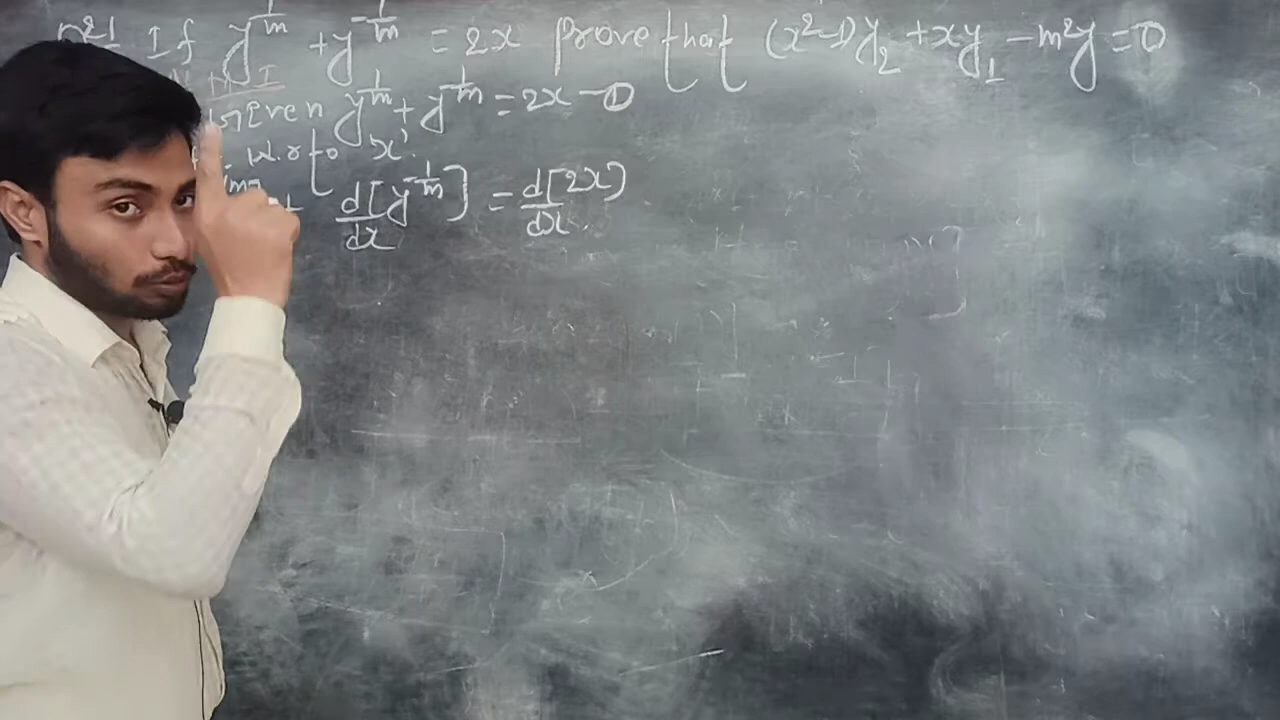 If y^{1/m} + y^{-1/m} = 2x prove that (x²-1)y₂ + xy₁ - m²y = 0
Given y^{1/m} + y^{-1/m} = 2x —①
w.r.to 'x'.
d/dx[y^{-1/m}] = d[2x)/dx.